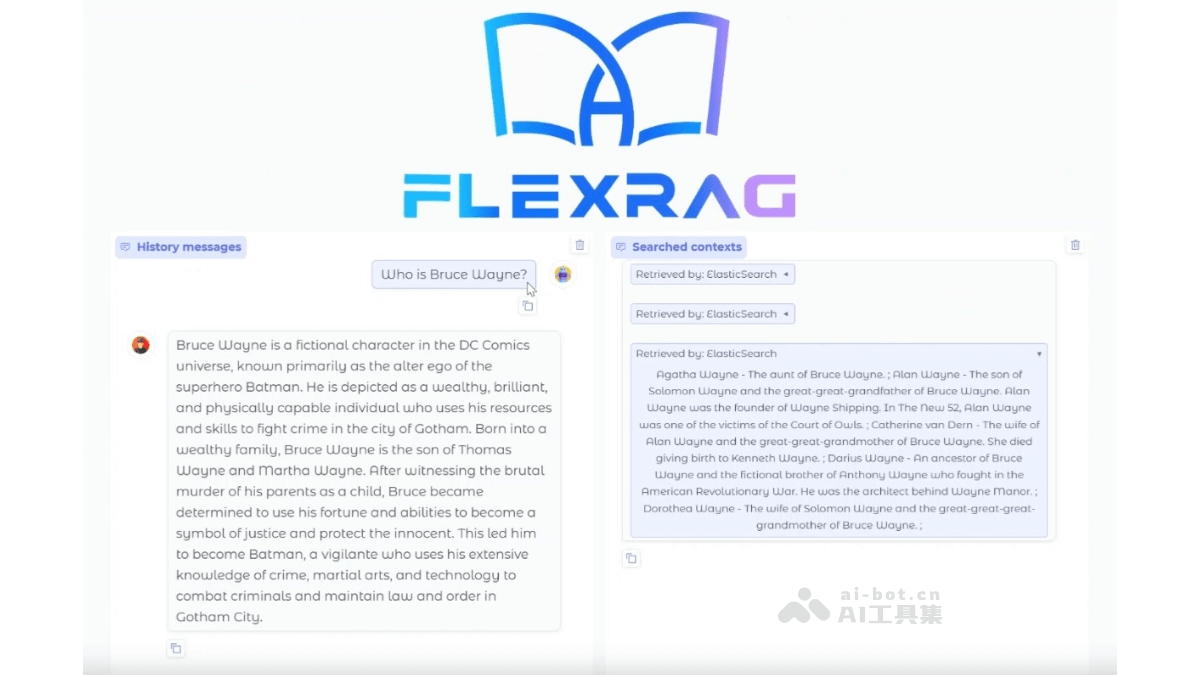 FLEXRAG
History messages
Who is Bruce Wayne?
Bruce Wayne is a fictional character in the DC Comics
universe, known primarily as the alter ego of the
superhero Batman. He is depicted as a wealthy, brilliant,
and physically capable individual who uses his resources
and skills to fight crime in the city of Gotham. Born into a
wealthy family, Bruce Wayne is the son of Thomas
Wayne and Martha Wayne. After witnessing the brutal
murder of his parents as a child, Bruce became
determined to use his fortune and abilities to become a
symbol of justice and protect the innocent. This led him
to become Batman, a vigilante who uses his extensive
knowledge of crime, martial arts, and technology to
combat criminals and maintain law and order in
Gotham City.
Searched contexts
Retrieved by: ElasticSearch
Retrieved by: ElasticSearch
Retrieved by: ElasticSearch
Agatha Wayne - The aunt of Bruce Wayne. ; Alan Wayne - The son of
Solomon Wayne and the great-great-grandfather of Bruce Wayne. Alan
Wayne was the founder of Wayne Shipping. In The New 52, Alan Wayne
was one of the victims of the Court of Owls. ; Catherine van Dern - The wife of
Alan Wayne and the great-great-grandmother of Bruce Wayne. She died
giving birth to Kenneth Wayne. ; Darius Wayne - An ancestor of Bruce
Wayne and the fictional brother of Anthony Wayne who fought in the
American Revolutionary War. He was the architect behind Wayne Manor. ;
Dorothea Wayne - The wife of Solomon Wayne and the great-great-great-
grandmother of Bruce Wayne. ;
ai-bot.cn
AI工具集